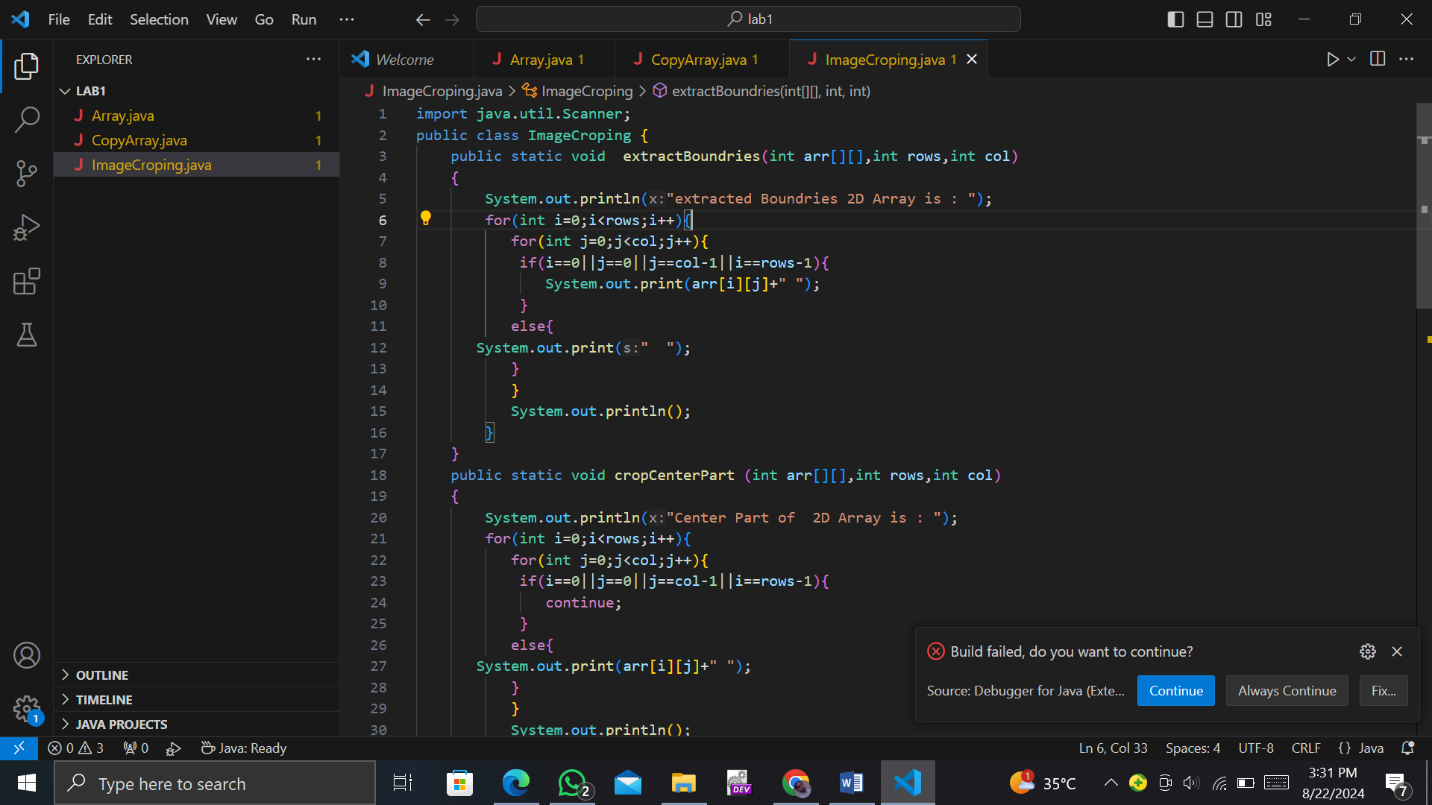 File Edit Selection View Go Run ··· lab1
EXPLORER ···
Welcome Array.java 1 CopyArray.java 1 ImageCroping.java 1
LAB1
Array.java 1
CopyArray.java 1
ImageCroping.java 1
ImageCroping.java > ImageCroping > extractBoundries(int[][], int, int)
1 import java.util.Scanner;
2 public class ImageCroping {
3 public static void  extractBoundries(int arr[][],int rows,int col)
4 {
5 System.out.println(x:"extracted Boundries 2D Array is : ");
6 for(int i=0;i<rows;i++){
7 for(int j=0;j<col;j++){
8 if(i==0||j==0||j==col-1||i==rows-1){
9 System.out.print(arr[i][j]+" ");
10 }
11 else{
12 System.out.print(s:"  ");
13 }
14 }
15 System.out.println();
16 }
17 }
18 public static void cropCenterPart (int arr[][],int rows,int col)
19 {
20 System.out.println(x:"Center Part of  2D Array is : ");
21 for(int i=0;i<rows;i++){
22 for(int j=0;j<col;j++){
23 if(i==0||j==0||j==col-1||i==rows-1){
24 continue;
25 }
26 else{
27 System.out.print(arr[i][j]+" ");
28 }
29 }
30 System.out.println();
Build failed, do you want to continue?
Source: Debugger for Java (Exte... Continue Always Continue Fix...
OUTLINE
TIMELINE
JAVA PROJECTS
1
0 3 0 Java: Ready Ln 6, Col 33 Spaces: 4 UTF-8 CRLF {} Java
Type here to search 2 DEV 1 35°C 3:31 PM
8/22/2024 7